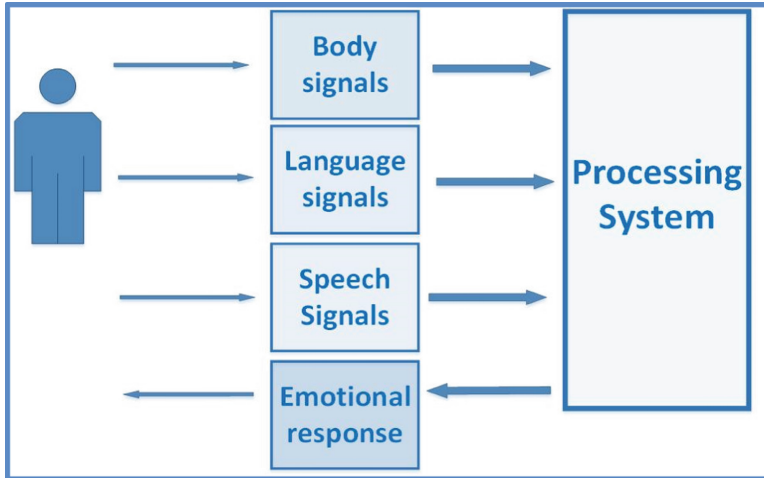 Body
signals
Language
signals
Processing
System
Speech
Signals
Emotional
response